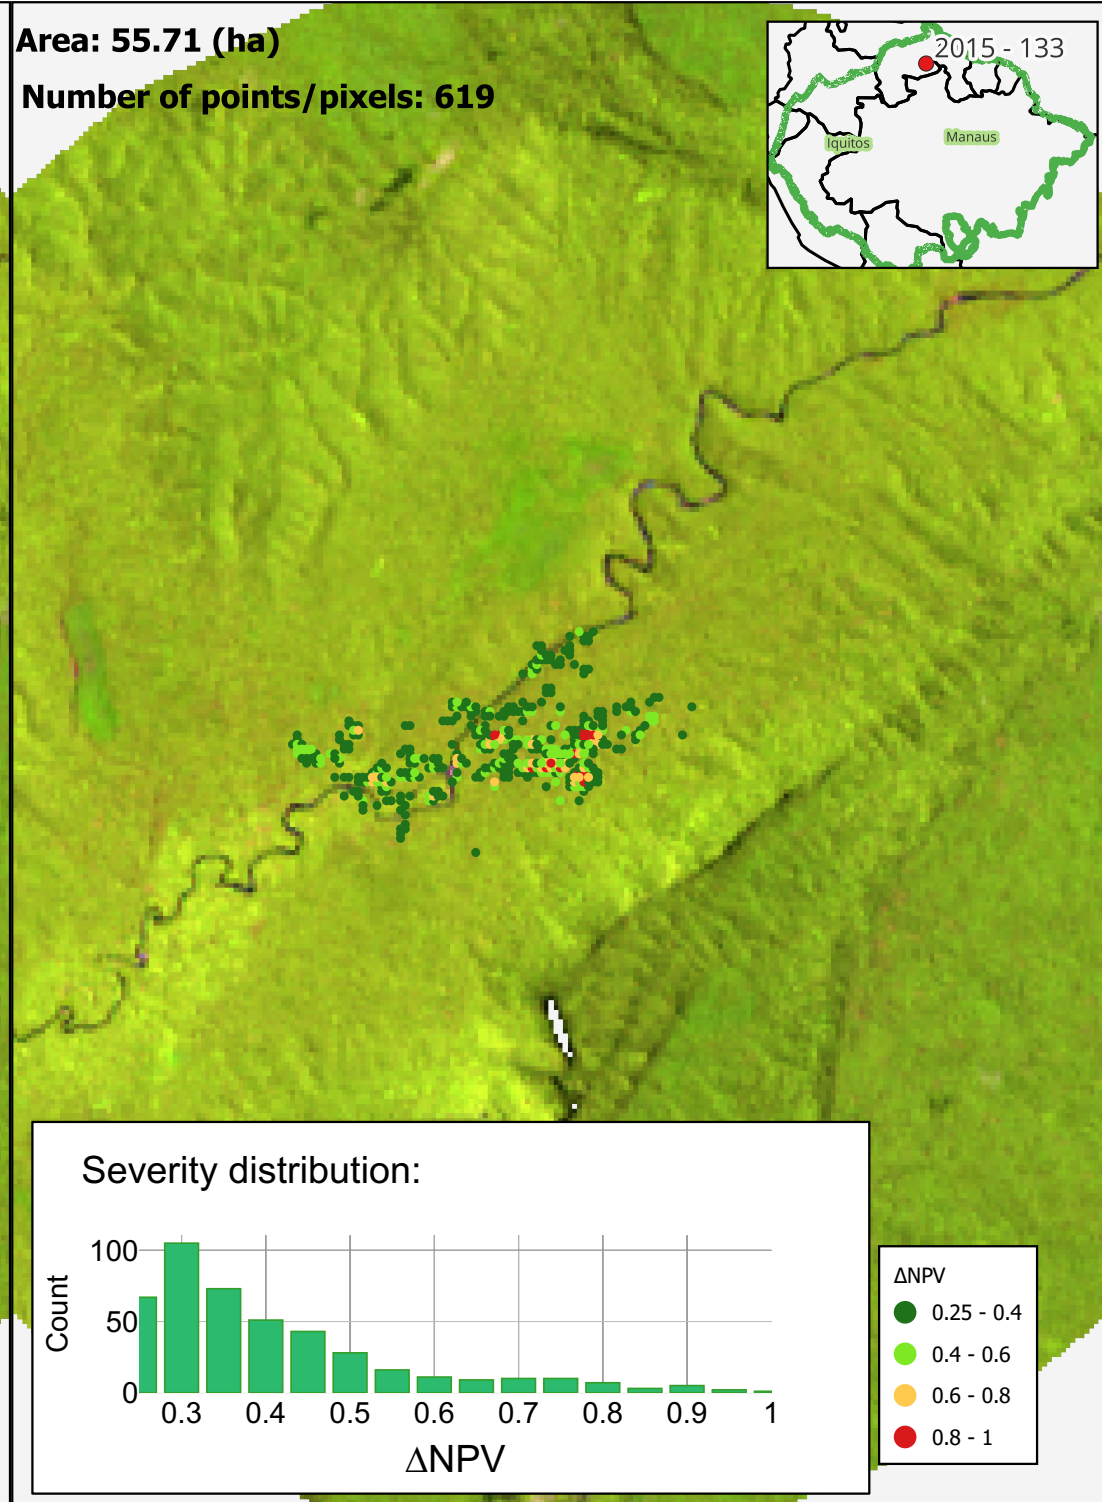 Area: 55.71 (ha)
Number of points/pixels: 619
2015 - 133
Iquitos
Manaus
Severity distribution:
Count
100
50
0
0.3 0.4 0.5 0.6 0.7 0.8 0.9 1
ΔNPV
ΔNPV
0.25 - 0.4
0.4 - 0.6
0.6 - 0.8
0.8 - 1